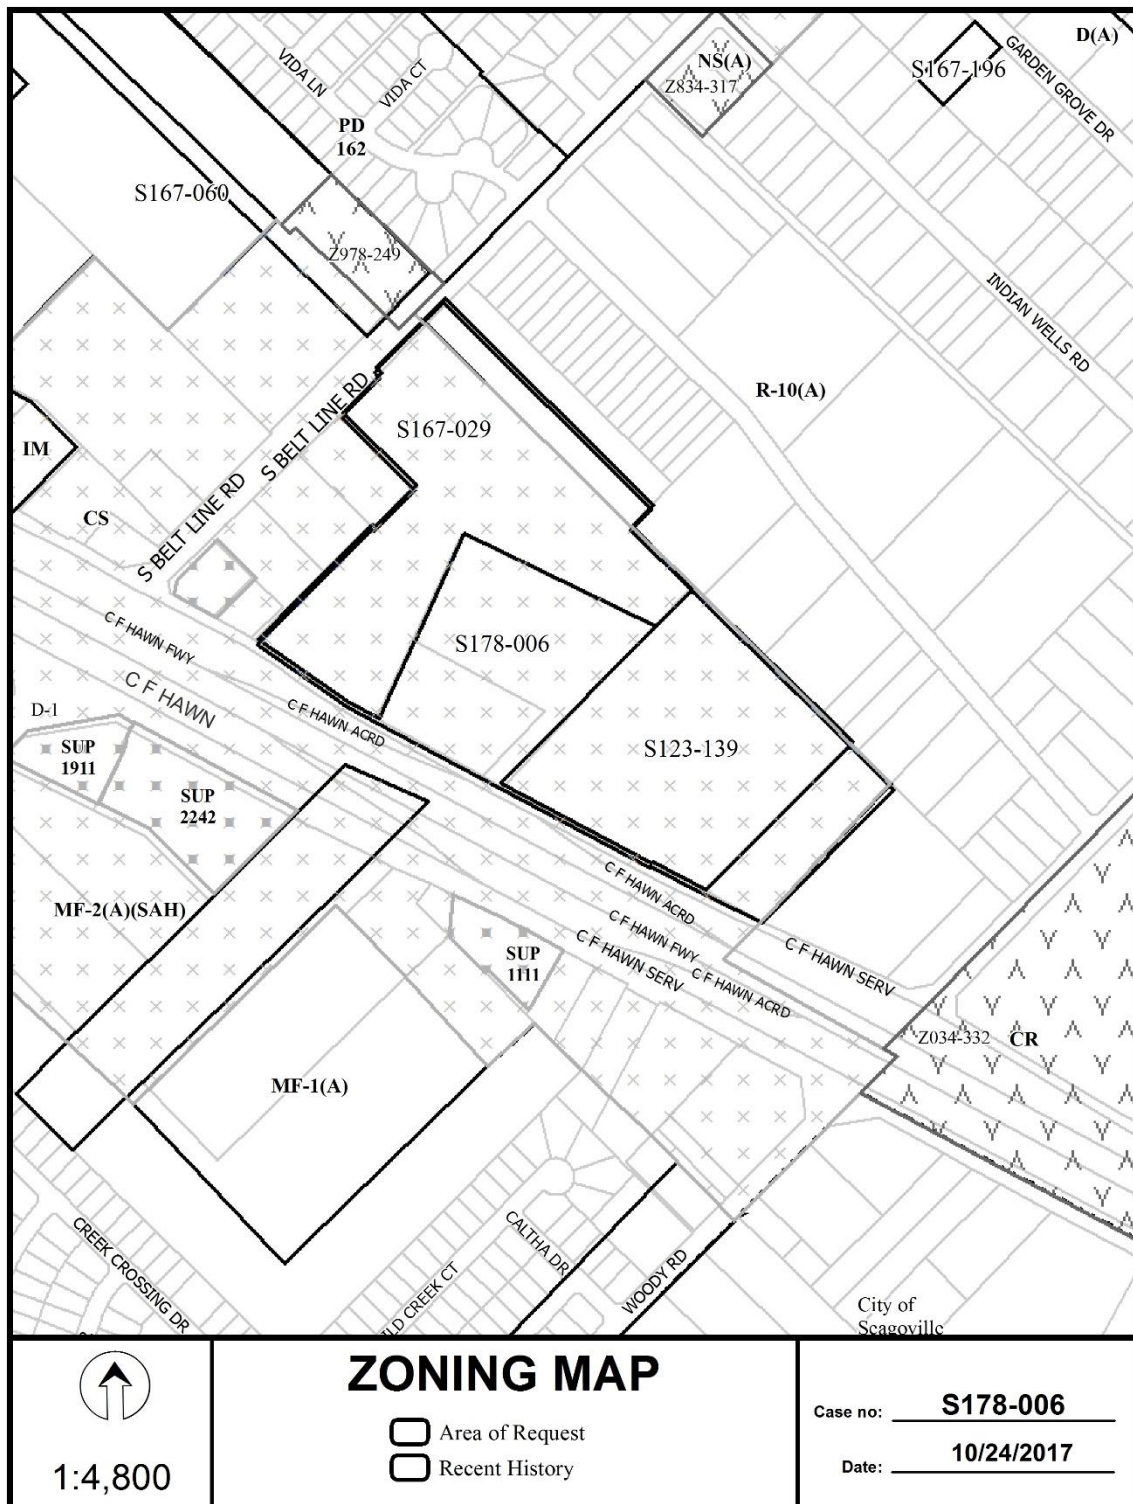 D(A)
GARDEN GROVE DR
NS(A)
Z834-317
S167-196
VIDA LN
VIDA CT
PD
162
S167-060
Z978-249
INDIAN WELLS RD
R-10(A)
S BELT LINE RD
S167-029
IM
CS
S BELT LINE RD
C F HAWN FWY
S178-006
C F HAWN
C F HAWN ACRD
D-1
SUP
1911
SUP
2242
S123-139
MF-2(A)(SAH)
C F HAWN ACRD
C F HAWN FWY
C F HAWN SERV
SUP
1111
C F HAWN ACRD
C F HAWN SERV
Z034-332
CR
MF-1(A)
CREEK CROSSING DR
CALTHA DR
ILD CREEK CT
WOODY RD
City of
Seagoville
1:4,800
ZONING MAP
Area of Request
Recent History
Case no: S178-006
Date: 10/24/2017